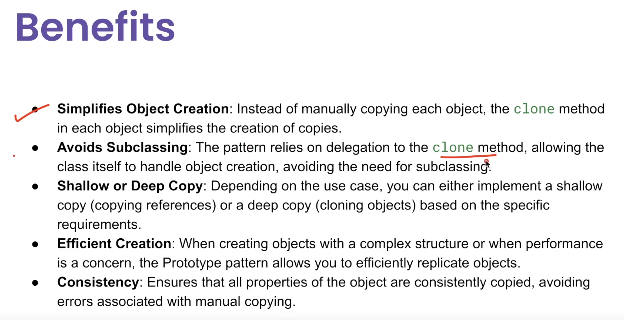 Benefits
● Simplifies Object Creation: Instead of manually copying each object, the clone method
in each object simplifies the creation of copies.
● Avoids Subclassing: The pattern relies on delegation to the clone method, allowing the
class itself to handle object creation, avoiding the need for subclassing.
● Shallow or Deep Copy: Depending on the use case, you can either implement a shallow
copy (copying references) or a deep copy (cloning objects) based on the specific
requirements.
● Efficient Creation: When creating objects with a complex structure or when performance
is a concern, the Prototype pattern allows you to efficiently replicate objects.
● Consistency: Ensures that all properties of the object are consistently copied, avoiding
errors associated with manual copying.